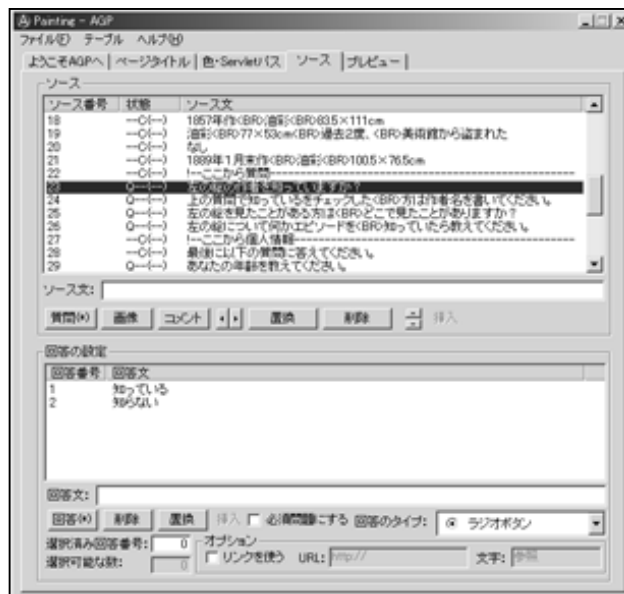 Painting - AGP
ファイル(F) テーブル ヘルプ(H)
ようこそAGPへ ページタイトル 色・Servletパス ソース プレビュー
ソース
ソース番号 状態 ソース文
18 --C(--) 1857年作<BR>油彩<BR>83.5×111cm
19 --C(--) 油彩<BR>77×53cm<BR>過去2度、<BR>美術館から盗まれた
20 --C(--) なし
21 --C(--) 1889年1月末作<BR>油彩<BR>100.5×76.5cm
22 --C(--) !--ここから質問--------------------
23 Q--(--) 左の絵の作者を知っていますか?
24 Q--(--) 上の質問で知っているをチェックした<BR>方は作者名を書いてください。
25 Q--(--) 左の絵を見たことがある方は<BR>どこで見たことがありますか?
26 Q--(--) 左の絵について何かエピソードを<BR>知っていたら教えてください。
27 --C(--) !--ここから個人情報--------------------
28 --C(--) 最後に以下の質問に答えてください。
29 Q--(--) あなたの年齢を教えてください。
ソース文:
質問(*) 画像 コメント 置換 削除 挿入
回答の設定
回答番号 回答文
1 知っている
2 知らない
回答文:
回答(*) 削除 置換 挿入 必須問題にする 回答のタイプ: ラジオボタン
選択済み回答番号: 0 オプション
選択可能な数: 0 リンクを使う URL: http:// 文字: 参照